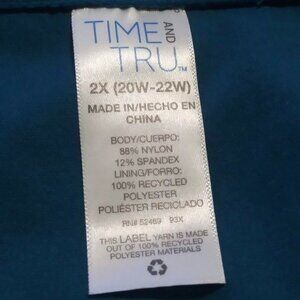 TIME AND
TRU™
2X (20W-22W)
MADE IN/HECHO EN
CHINA
BODY/CUERPO:
88% NYLON
12% SPANDEX
LINING/FORRO:
100% RECYCLED
POLYESTER
POLIÉSTER RECICLADO
RN# 52469 93X
THIS LABEL YARN IS MADE
OUT OF 100% RECYCLED
POLYESTER MATERIALS